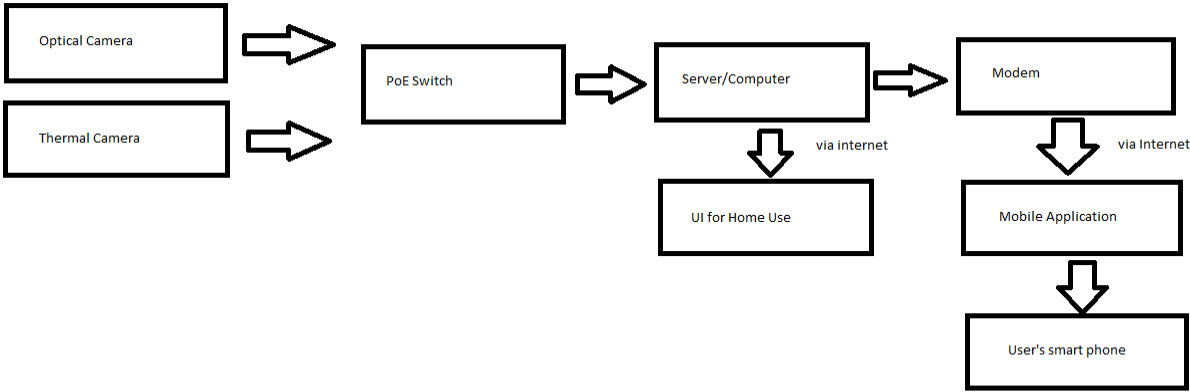 Optical Camera
Thermal Camera
PoE Switch
Server/Computer
Modem
via internet
via Internet
UI for Home Use
Mobile Application
User's smart phone